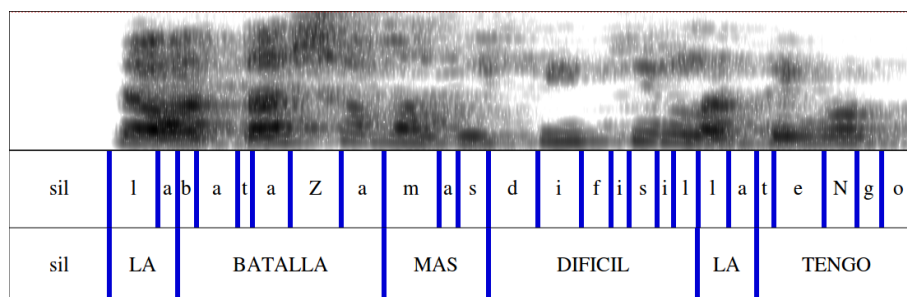 sil l a b a t a Z a m a s d i f i s i l l a t e N g o
sil LA BATALLA MAS DIFICIL LA TENGO